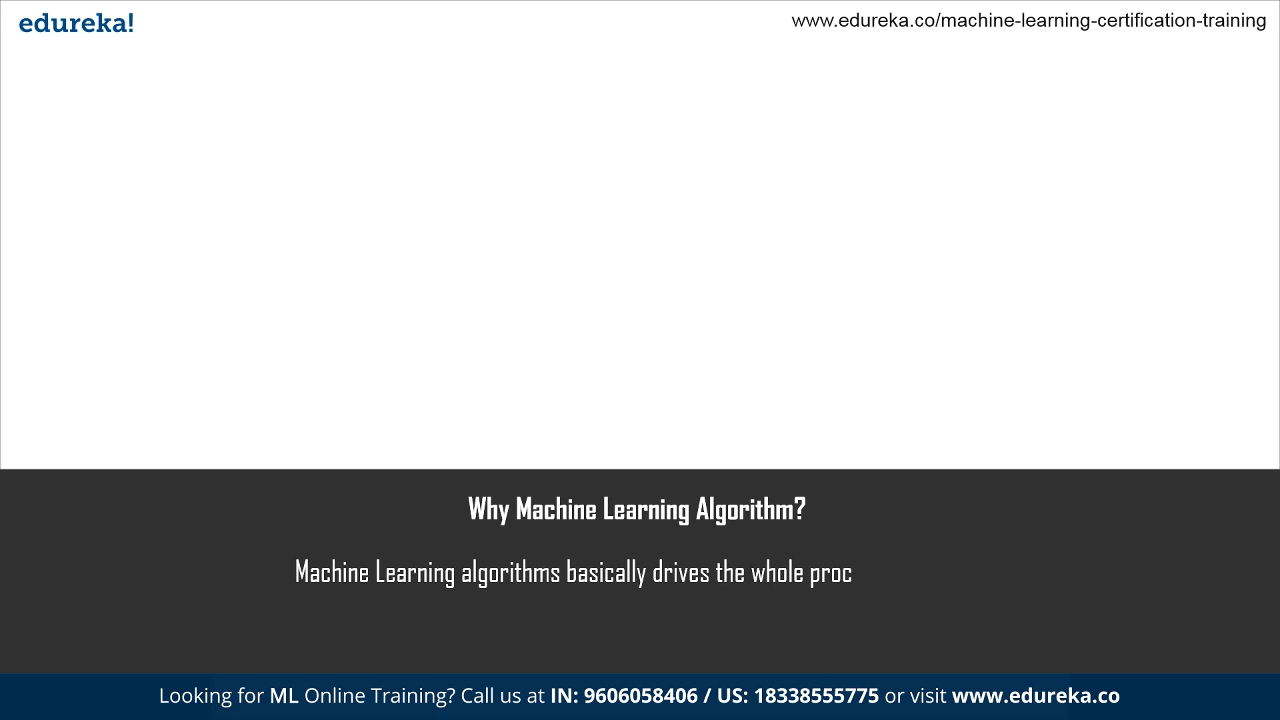 edureka!
www.edureka.co/machine-learning-certification-training
Why Machine Learning Algorithm?
Machine Learning algorithms basically drives the whole proc
Looking for ML Online Training? Call us at IN: 9606058406 / US: 18338555775 or visit www.edureka.co